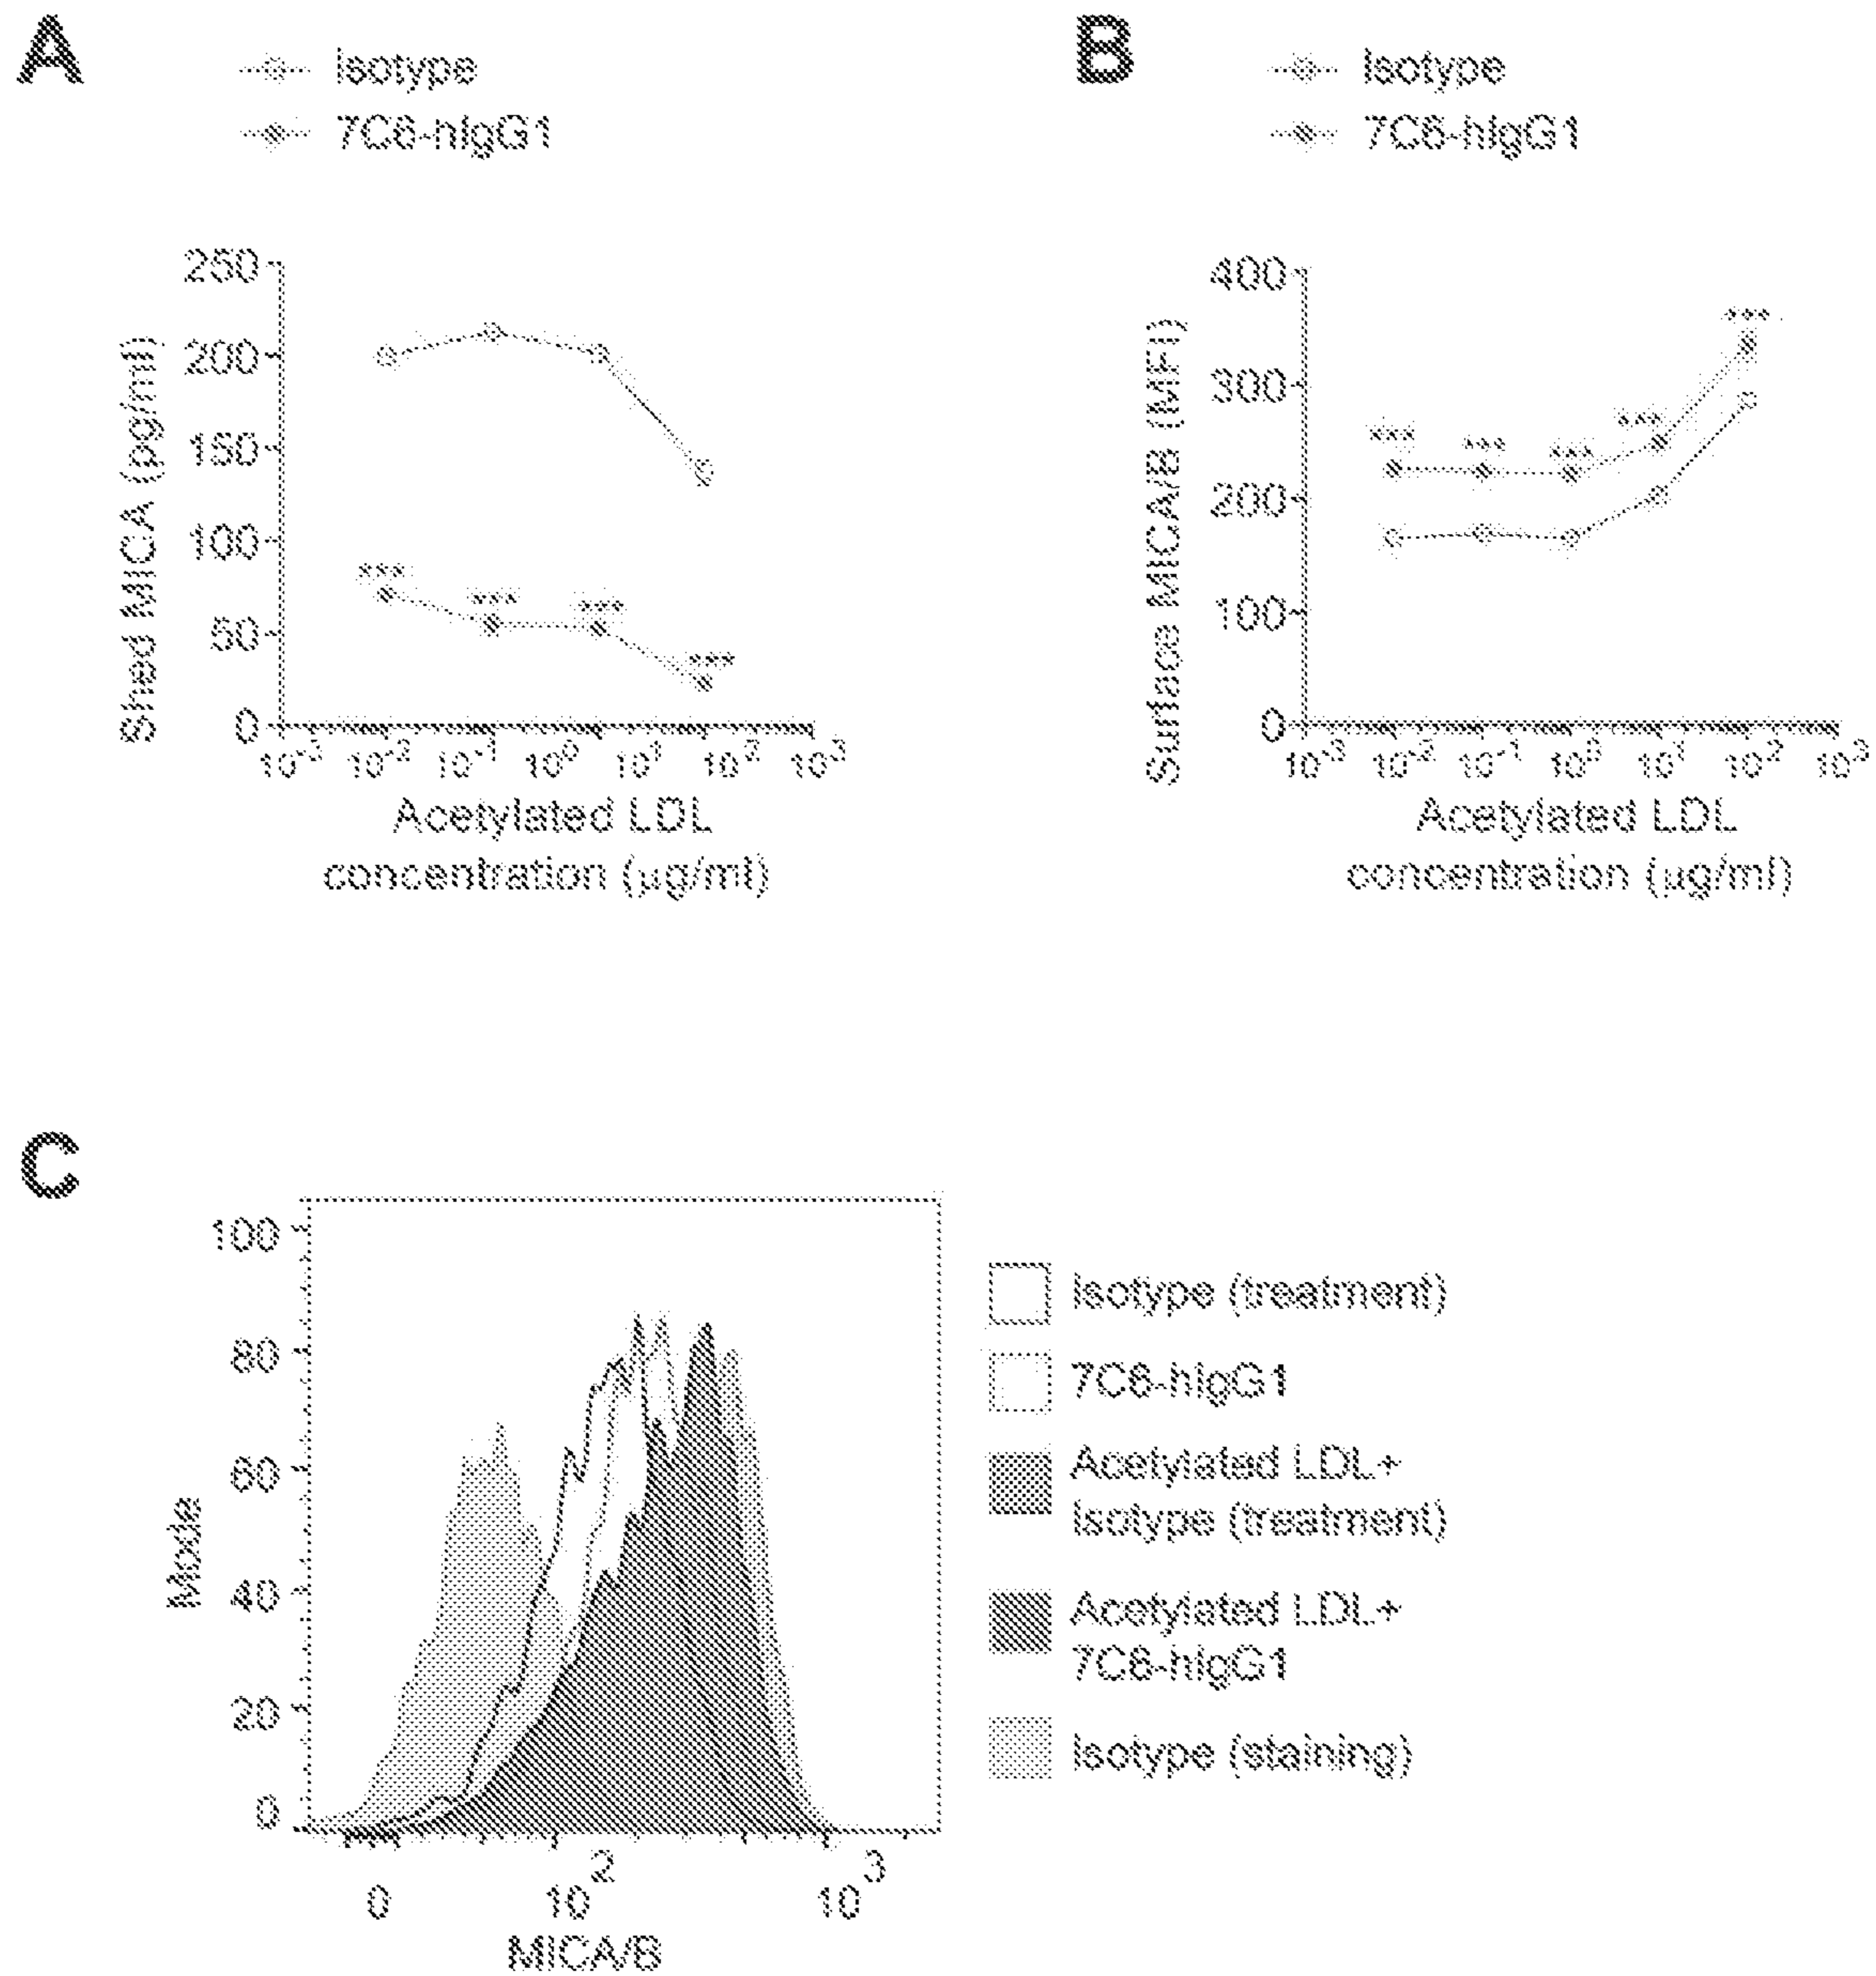 A
Isotype
7C6-hIgG1
250
200
150
100
50
0
Shed MICA (pg/ml)
***
***
***
***
10-3 10-2 10-1 100 101 102 103
Acetylated LDL
concentration (µg/ml)
B
Isotype
7C6-hIgG1
400
300
200
100
0
Surface MICA/B (MFI)
***
***
***
***
***
10-3 10-2 10-1 100 101 102 103
Acetylated LDL
concentration (µg/ml)
C
100
80
60
40
20
0
Mode
0 102 103
MICA/B
Isotype (treatment)
7C6-hIgG1
Acetylated LDL+
Isotype (treatment)
Acetylated LDL+
7C6-hIgG1
Isotype (staining)